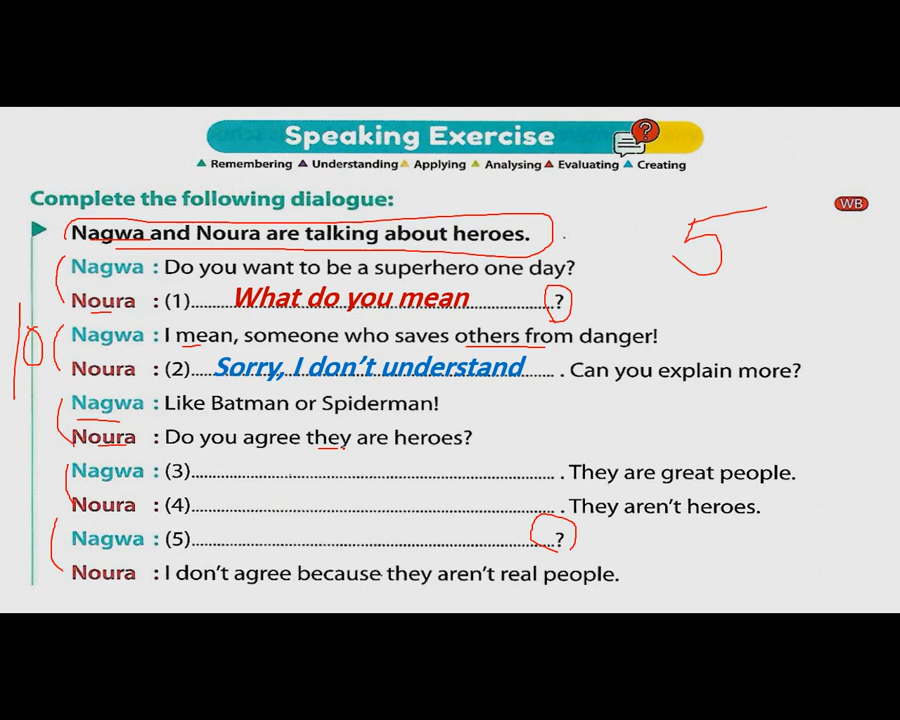 Speaking Exercise
?
Remembering Understanding Applying Analysing Evaluating Creating
Complete the following dialogue:
WB
Nagwa and Noura are talking about heroes.
5
Nagwa : Do you want to be a superhero one day?
Noura : (1)...What do you mean...?
Nagwa : I mean, someone who saves others from danger!
10
Noura : (2)...Sorry, I don't understand.... . Can you explain more?
Nagwa : Like Batman or Spiderman!
Noura : Do you agree they are heroes?
Nagwa : (3)........................................ . They are great people.
Noura : (4)........................................ . They aren't heroes.
Nagwa : (5)........................................?
Noura : I don't agree because they aren't real people.